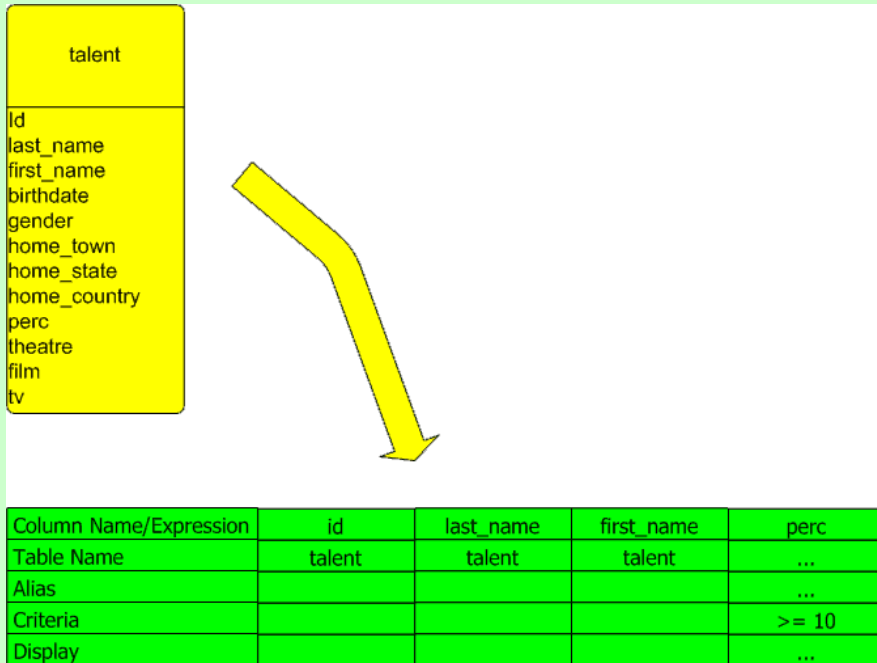 talent
Id
last_name
first_name
birthdate
gender
home_town
home_state
home_country
perc
theatre
film
tv
Column Name/Expression id last_name first_name perc
Table Name talent talent talent ...
Alias ...
Criteria >= 10
Display ...